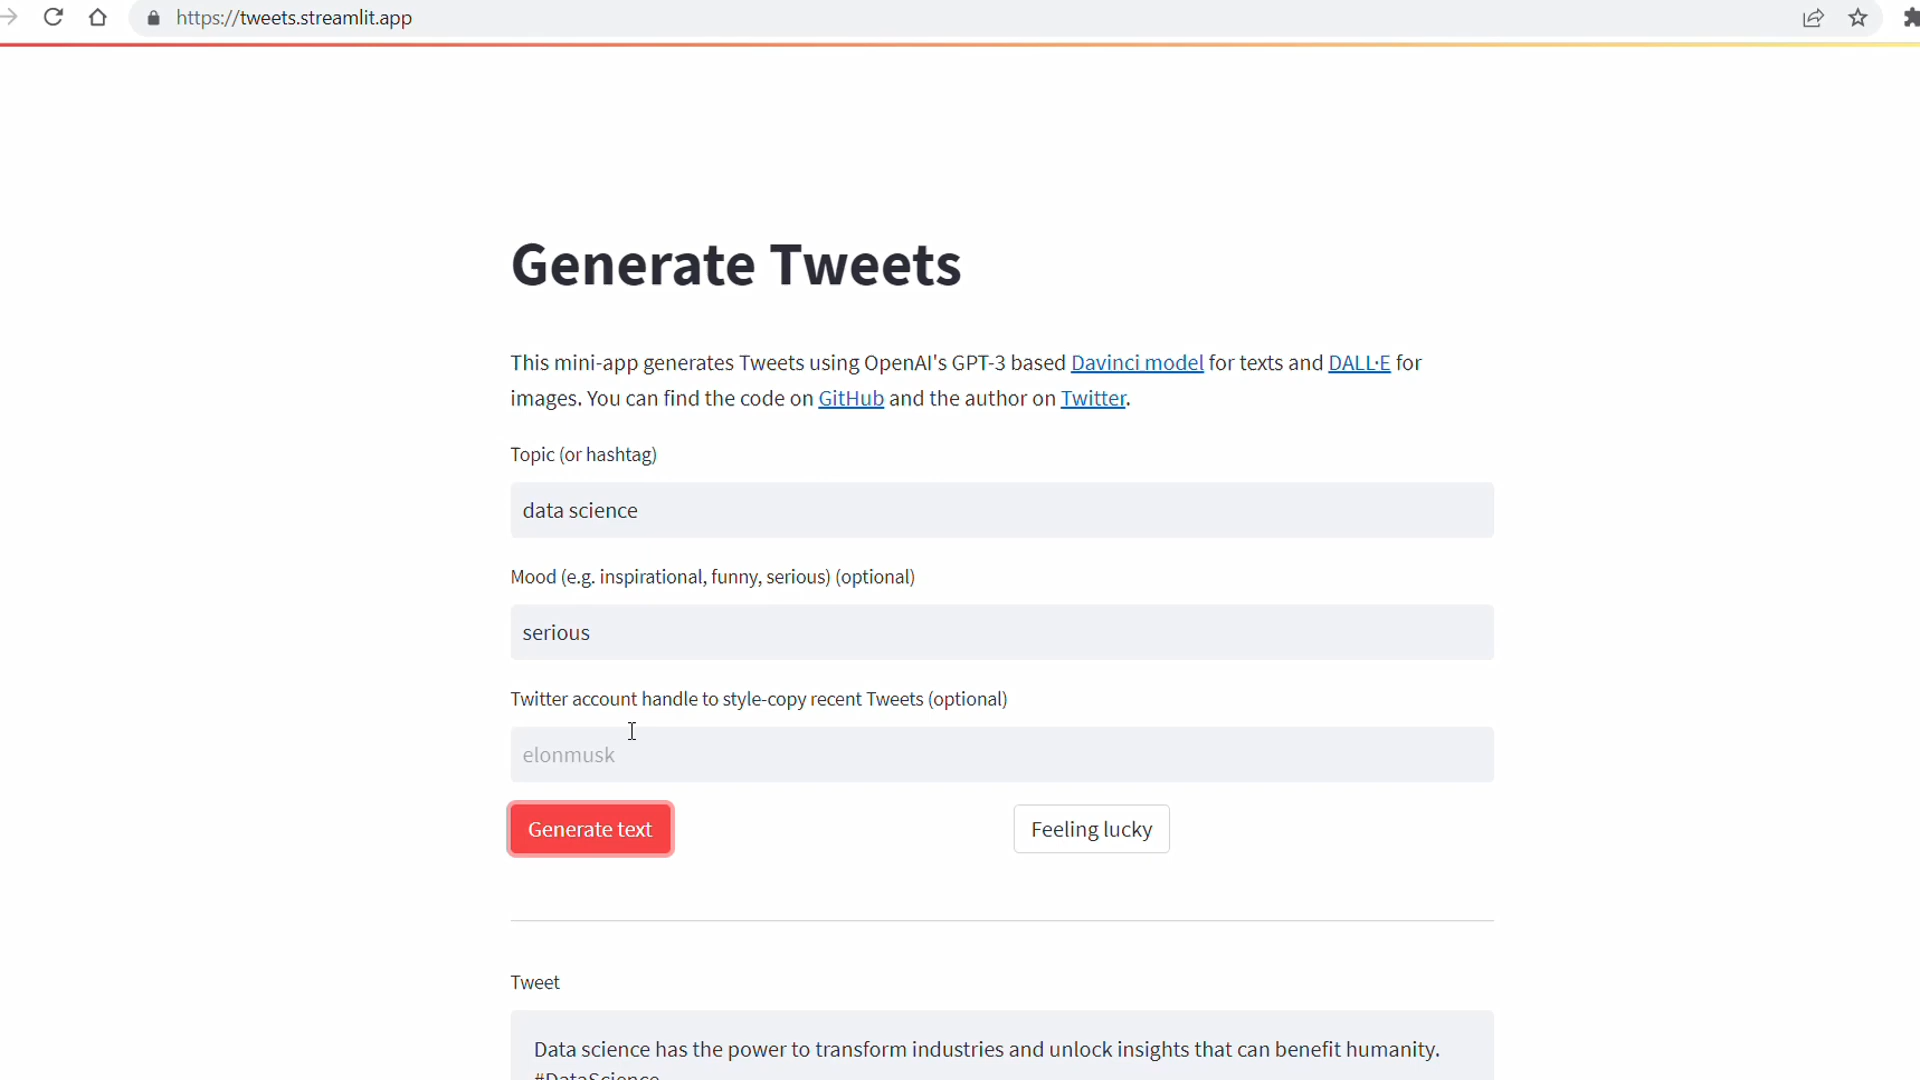 https://tweets.streamlit.app
Generate Tweets
This mini-app generates Tweets using OpenAI's GPT-3 based Davinci model for texts and DALL·E for
images. You can find the code on GitHub and the author on Twitter.
Topic (or hashtag)
data science
Mood (e.g. inspirational, funny, serious) (optional)
serious
Twitter account handle to style-copy recent Tweets (optional)
elonmusk
Generate text
Feeling lucky
Tweet
Data science has the power to transform industries and unlock insights that can benefit humanity.
#DataScience